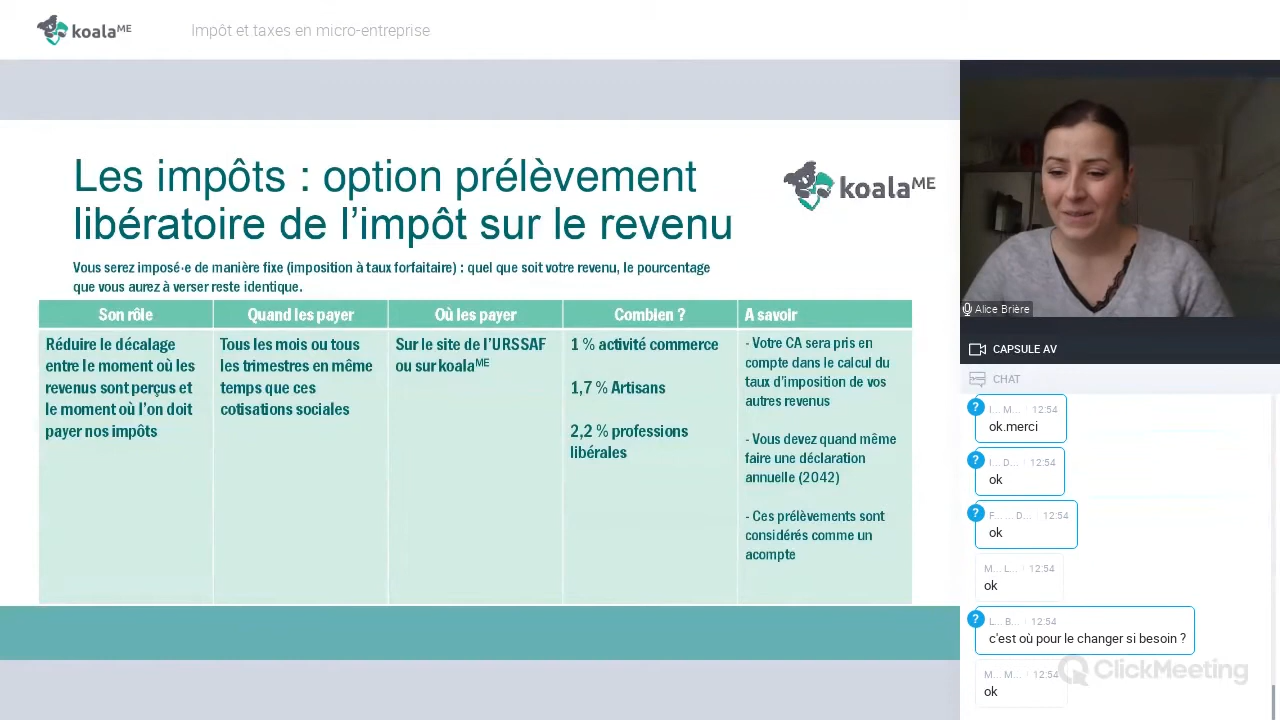 koala ME
Impôt et taxes en micro-entreprise
Les impôts : option prélèvement
libératoire de l’impôt sur le revenu
koala ME
Vous serez imposé·e de manière fixe (imposition à taux forfaitaire) : quel que soit votre revenu, le pourcentage
que vous aurez à verser reste identique.
Son rôle
Quand les payer
Où les payer
Combien ?
A savoir
Réduire le décalage
entre le moment où les
revenus sont perçus et
le moment où l’on doit
payer nos impôts
Tous les mois ou tous
les trimestres en même
temps que ces
cotisations sociales
Sur le site de l’URSSAF
ou sur koala ME
1 % activité commerce
1,7 % Artisans
2,2 % professions
libérales
- Votre CA sera pris en
compte dans le calcul du
taux d’imposition de vos
autres revenus
- Vous devez quand même
faire une déclaration
annuelle (2042)
- Ces prélèvements sont
considérés comme un
acompte
Alice Brière
CAPSULE AV
CHAT
? I... M... 12:54
ok.merci
? I... D... 12:54
ok
? F... ... D... 12:54
ok
M... L... 12:54
ok
? L... B... 12:54
c'est où pour le changer si besoin ?
M... M... 12:54
ok
ClickMeeting